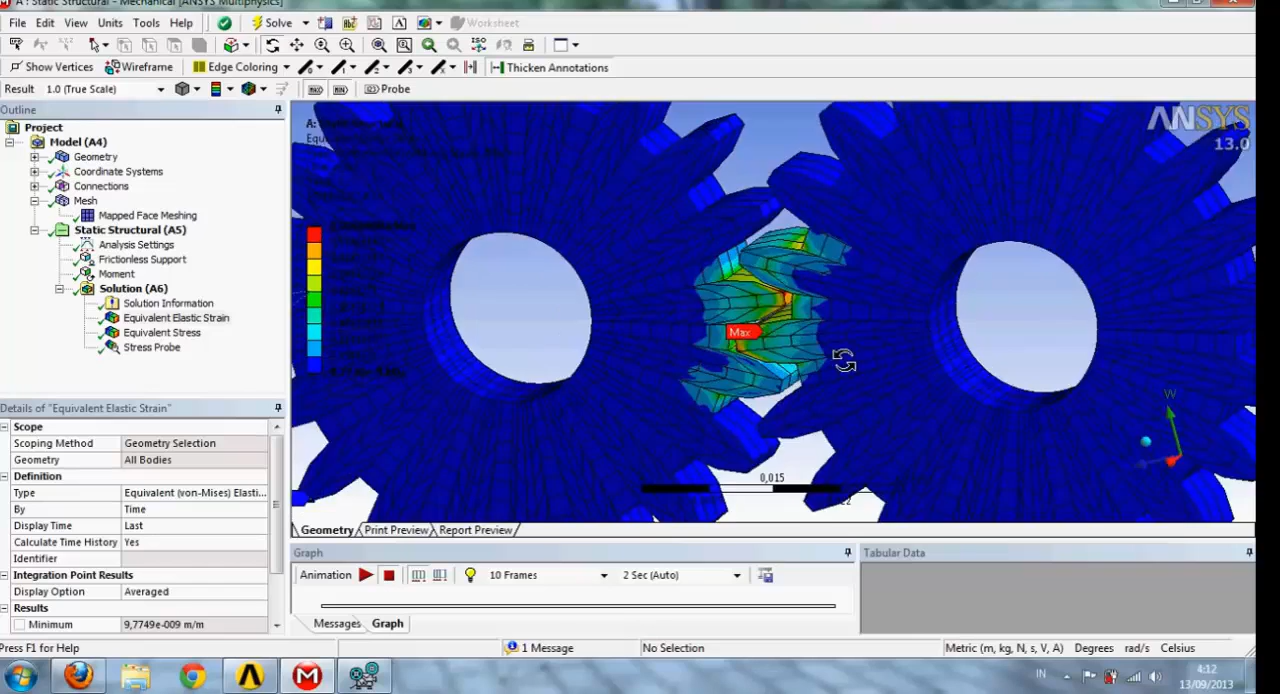 A : Static Structural - Mechanical [ANSYS Multiphysics]
File Edit View Units Tools Help Solve Worksheet
Show Vertices Wireframe Edge Coloring Thicken Annotations
Result 1.0 (True Scale) Probe
Outline
Project
Model (A4)
Geometry
Coordinate Systems
Connections
Mesh
Mapped Face Meshing
Static Structural (A5)
Analysis Settings
Frictionless Support
Moment
Solution (A6)
Solution Information
Equivalent Elastic Strain
Equivalent Stress
Stress Probe
Details of "Equivalent Elastic Strain"
Scope
Scoping Method Geometry Selection
Geometry All Bodies
Definition
Type Equivalent (von-Mises) Elasti...
By Time
Display Time Last
Calculate Time History Yes
Identifier
Integration Point Results
Display Option Averaged
Results
Minimum 9,7749e-009 m/m
ANSYS
13.0
Max
W
0,015
Geometry Print Preview Report Preview
Graph
Animation 10 Frames 2 Sec (Auto)
Messages Graph
Tabular Data
Press F1 for Help 1 Message No Selection Metric (m, kg, N, s, V, A) Degrees rad/s Celsius
IN
4:12
13/09/2013